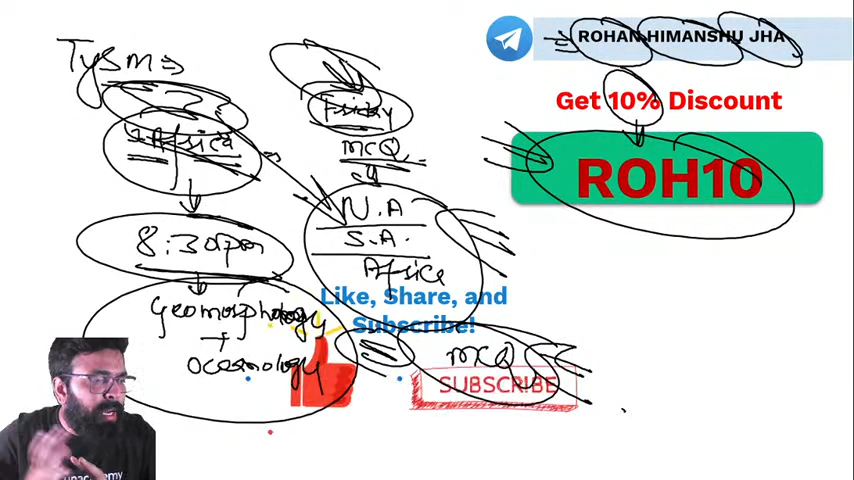 ROHAN HIMANSHU JHA
Get 10% Discount
ROH10
Tysm
Africa
8:30pm
Geomorphology
+
Oceanology
Friday
MCQ
N.A
S.A.
Africa
Like, Share, and
Subscribe!
MCQ
SUBSCRIBE